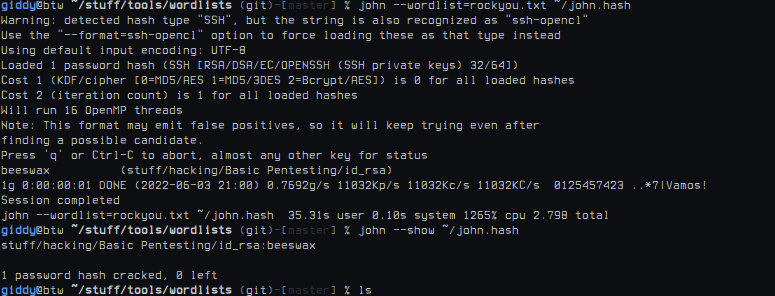 giddy@btw ~/stuff/tools/wordlists (git)-[master] % john --wordlist=rockyou.txt ~/john.hash
Warning: detected hash type "SSH", but the string is also recognized as "ssh-opencl"
Use the "--format=ssh-opencl" option to force loading these as that type instead
Using default input encoding: UTF-8
Loaded 1 password hash (SSH [RSA/DSA/EC/OPENSSH (SSH private keys) 32/64])
Cost 1 (KDF/cipher [0=MD5/AES 1=MD5/3DES 2=Bcrypt/AES]) is 0 for all loaded hashes
Cost 2 (iteration count) is 1 for all loaded hashes
Will run 16 OpenMP threads
Note: This format may emit false positives, so it will keep trying even after
finding a possible candidate.
Press 'q' or Ctrl-C to abort, almost any other key for status
beeswax          (stuff/hacking/Basic Pentesting/id_rsa)
1g 0:00:00:01 DONE (2022-06-03 21:00) 0.7692g/s 11032Kp/s 11032Kc/s 11032KC/s  0125457423 ..*7¡Vamos!
Session completed
john --wordlist=rockyou.txt ~/john.hash  35.31s user 0.10s system 1265% cpu 2.798 total
giddy@btw ~/stuff/tools/wordlists (git)-[master] % john --show ~/john.hash
stuff/hacking/Basic Pentesting/id_rsa:beeswax

1 password hash cracked, 0 left
giddy@btw ~/stuff/tools/wordlists (git)-[master] % ls